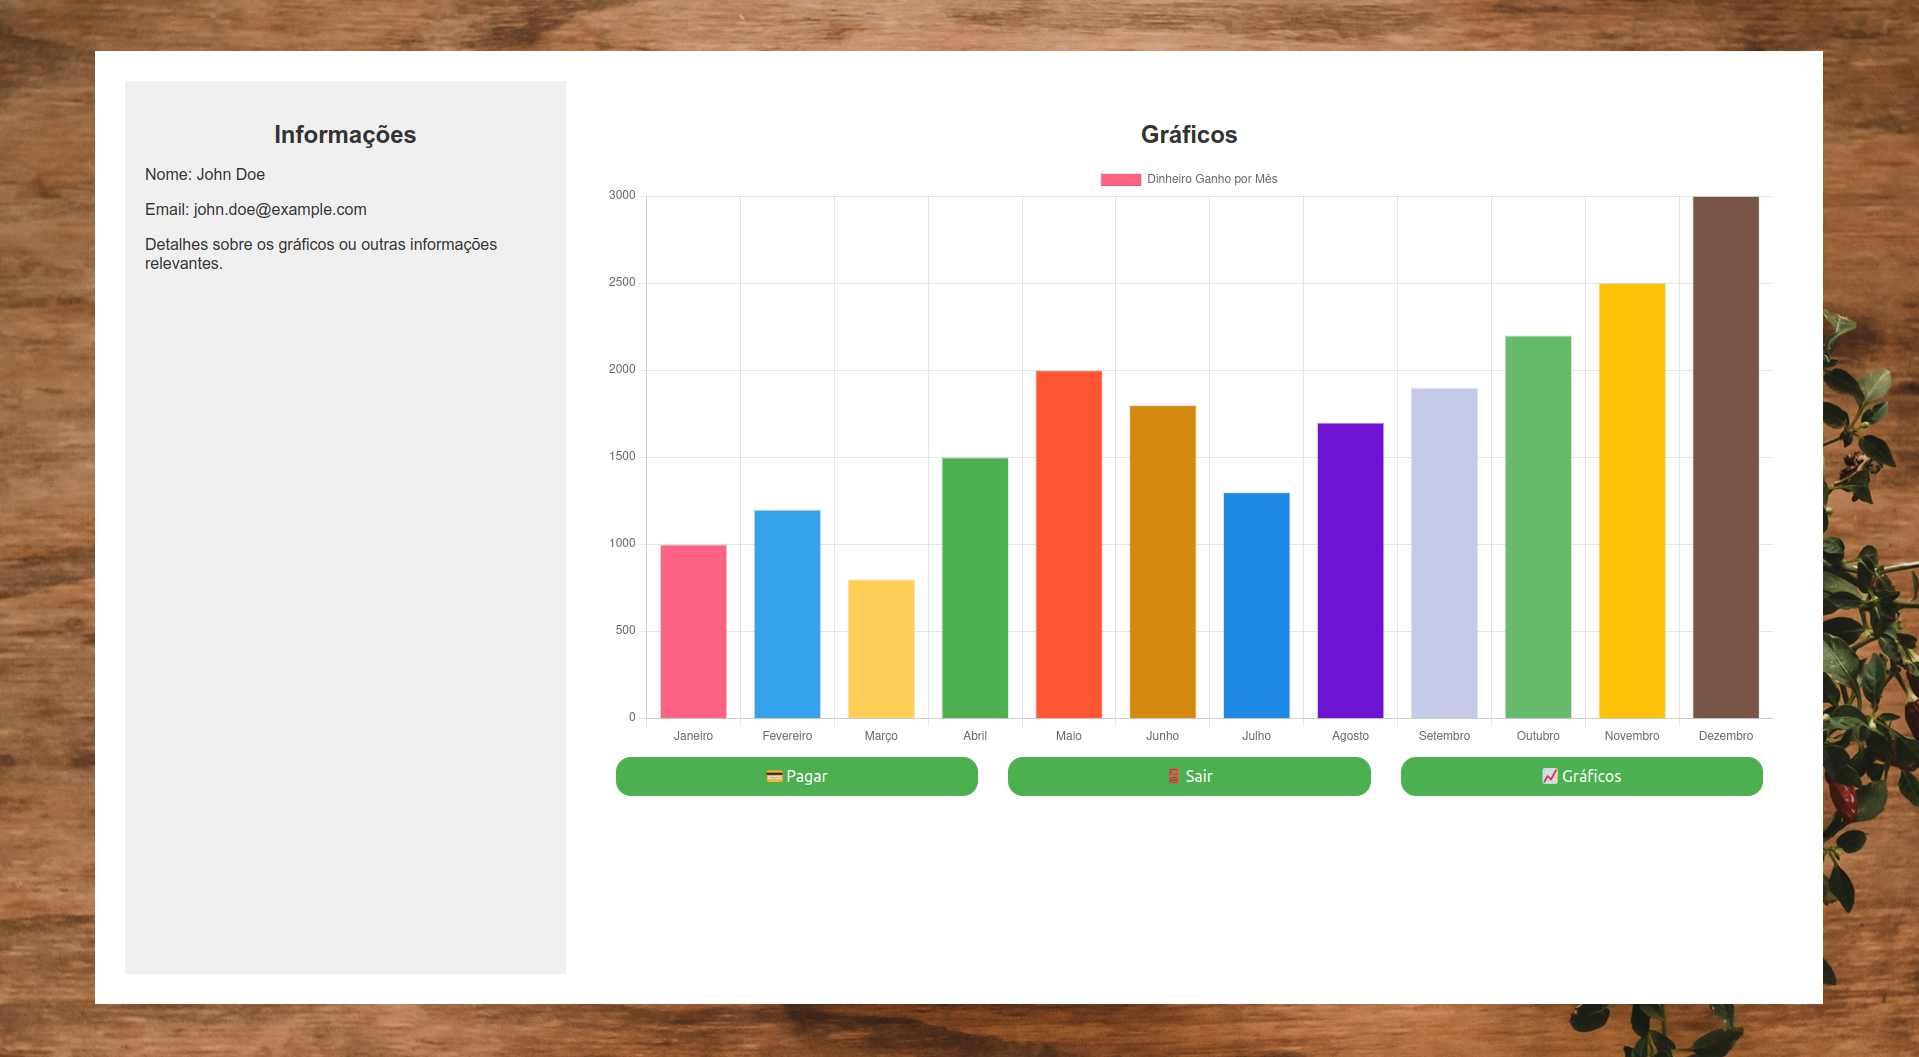 Informações
Nome: John Doe
Email: john.doe@example.com
Detalhes sobre os gráficos ou outras informações
relevantes.
Gráficos
Dinheiro Ganho por Mês
3000
2500
2000
1500
1000
500
0
Janeiro Fevereiro Março Abril Maio Junho Julho Agosto Setembro Outubro Novembro Dezembro
💳 Pagar
🚪 Sair
📈 Gráficos